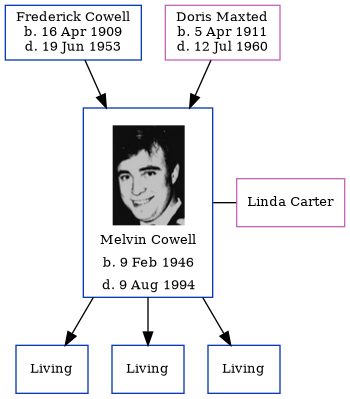 Frederick Cowell
b. 16 Apr 1909
d. 19 Jun 1953
Doris Maxted
b. 5 Apr 1911
d. 12 Jul 1960
Melvin Cowell
b. 9 Feb 1946
d. 9 Aug 1994
Linda Carter
Living
Living
Living